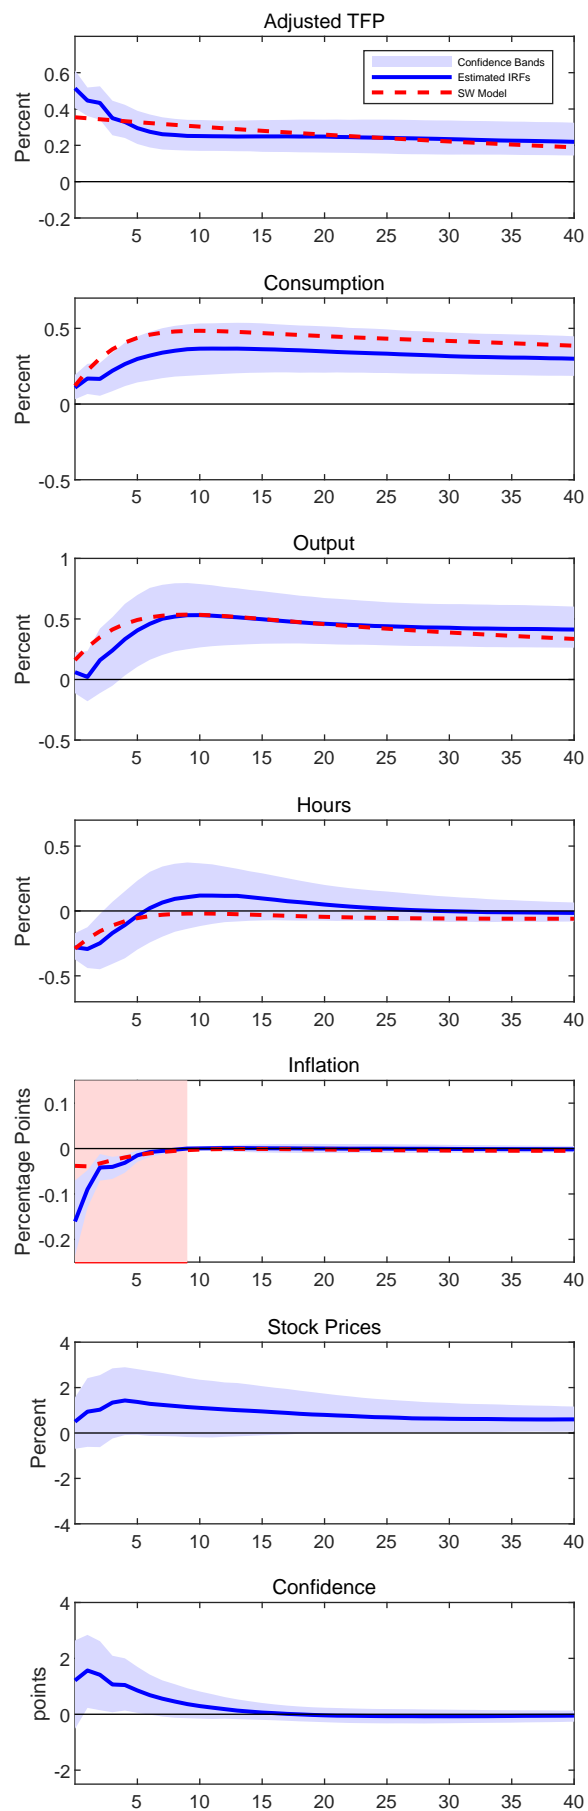 Adjusted TFP
Percent
0.6
0.4
0.2
0
-0.2
Confidence Bands
Estimated IRFs
SW Model
5 10 15 20 25 30 35 40
Consumption
Percent
0.5
0
-0.5
5 10 15 20 25 30 35 40
Output
Percent
1
0.5
0
-0.5
5 10 15 20 25 30 35 40
Hours
Percent
0.5
0
-0.5
5 10 15 20 25 30 35 40
Inflation
Percentage Points
0.1
0
-0.1
-0.2
5 10 15 20 25 30 35 40
Stock Prices
Percent
4
2
0
-2
-4
5 10 15 20 25 30 35 40
Confidence
points
4
2
0
-2
5 10 15 20 25 30 35 40